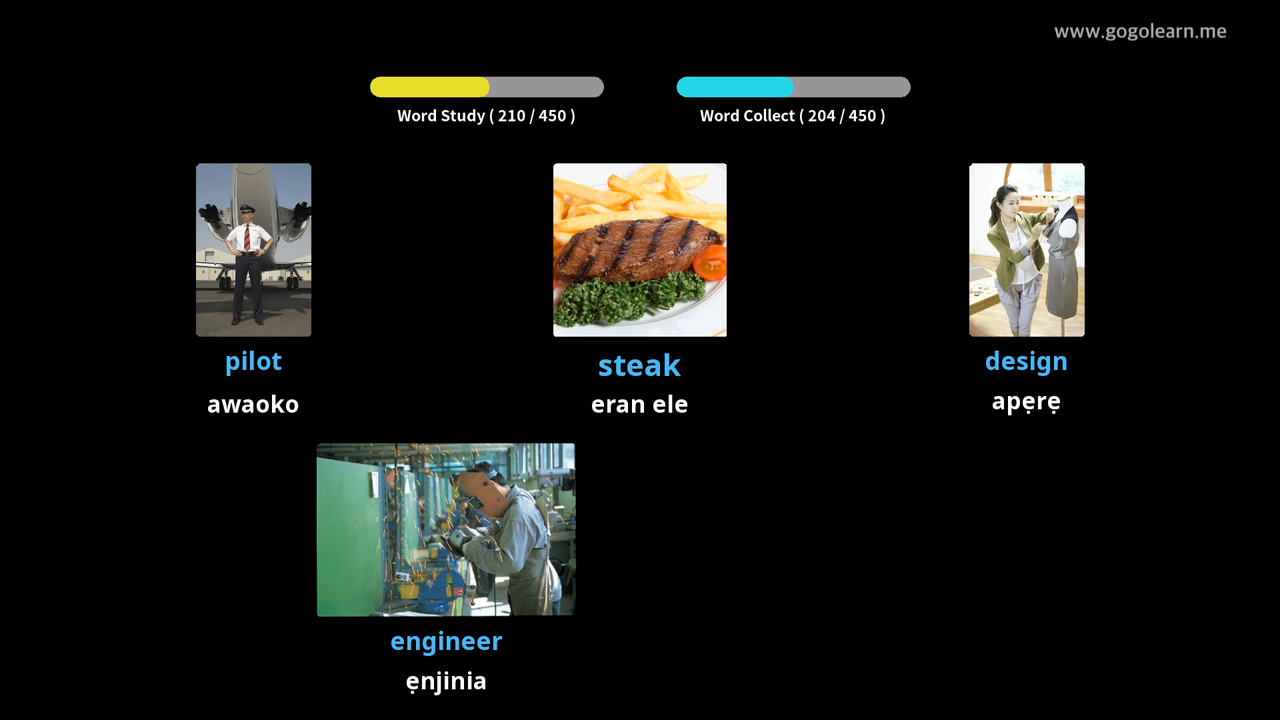 www.gogolearn.me
Word Study ( 210 / 450 )
Word Collect ( 204 / 450 )
pilot
steak
design
awaoko
eran ele
apẹrẹ
engineer
ẹnjinia